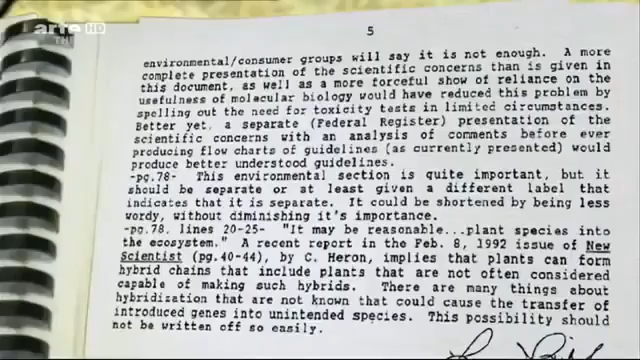 arte HD
5
environmental/consumer groups will say it is not enough. A more
complete presentation of the scientific concerns than is given in
this document, as well as a more forceful show of reliance on the
usefulness of molecular biology would have reduced this problem by
spelling out the need for toxicity tests in limited circumstances.
Better yet, a separate (Federal Register) presentation of the
scientific concerns with an analysis of comments before ever
producing flow charts of guidelines (as currently presented) would
produce better understood guidelines.
-pg.78- This environmental section is quite important, but it
should be separate or at least given a different label that
indicates that it is separate. It could be shortened by being less
wordy, without diminishing it's importance.
-pg.78, lines 20-25- "It may be reasonable...plant species into
the ecosystem." A recent report in the Feb. 8, 1992 issue of New
Scientist (pg.40-44), by C. Heron, implies that plants can form
hybrid chains that include plants that are not often considered
capable of making such hybrids. There are many things about
hybridization that are not known that could cause the transfer of
introduced genes into unintended species. This possibility should
not be written off so easily.